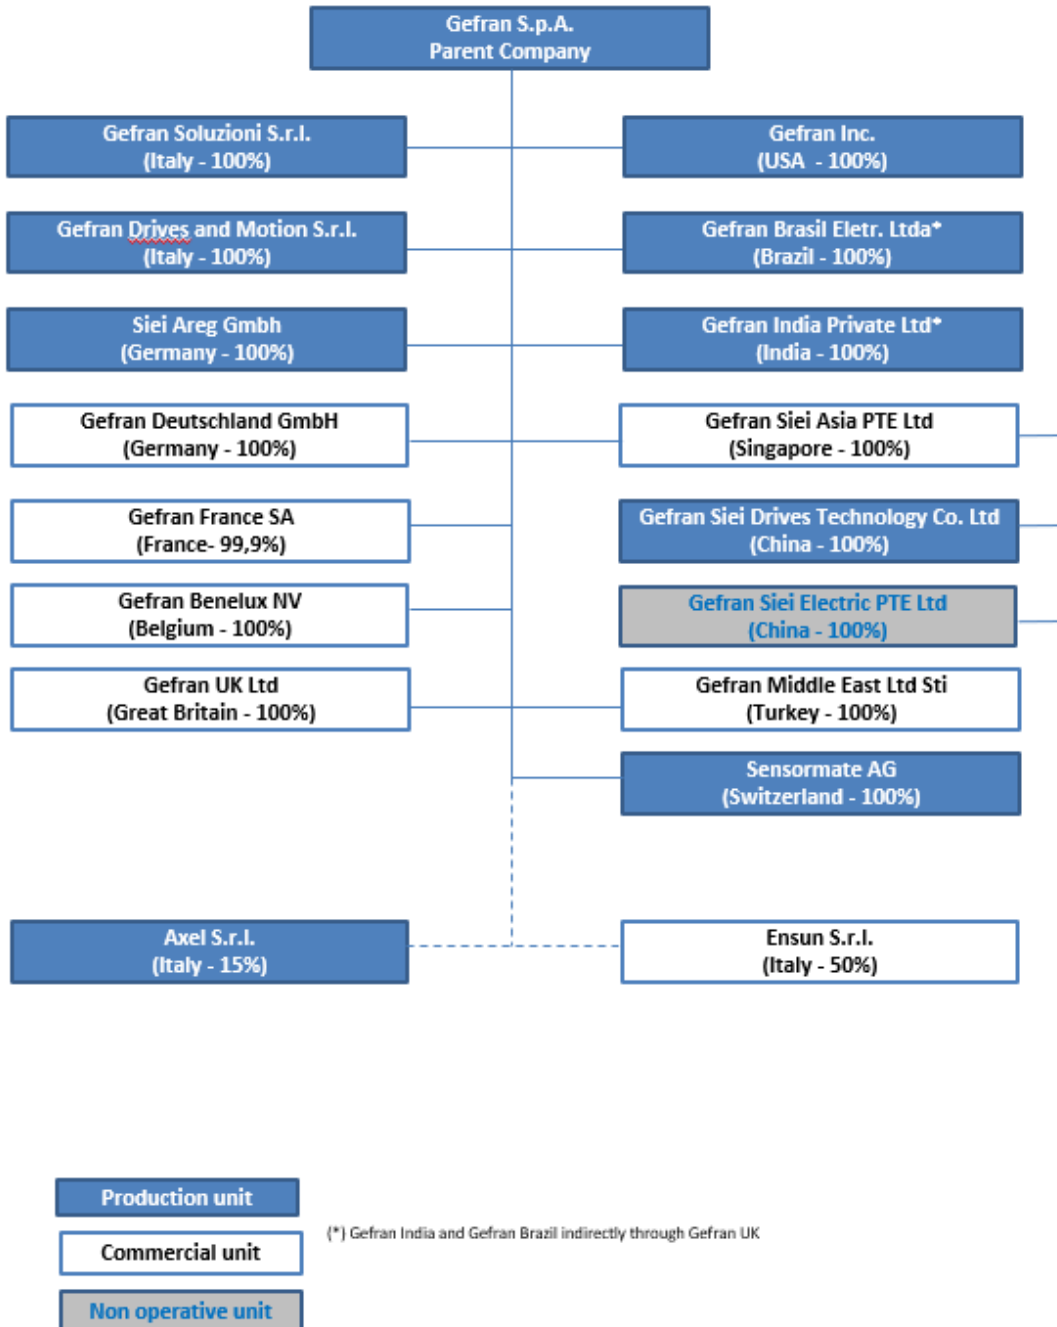 Gefran S.p.A.
Parent Company
Gefran Soluzioni S.r.l.
(Italy - 100%)
Gefran Inc.
(USA - 100%)
Gefran Drives and Motion S.r.l.
(Italy - 100%)
Gefran Brasil Eletr. Ltda*
(Brazil - 100%)
Siei Areg Gmbh
(Germany - 100%)
Gefran India Private Ltd*
(India - 100%)
Gefran Deutschland GmbH
(Germany - 100%)
Gefran Siei Asia PTE Ltd
(Singapore - 100%)
Gefran France SA
(France- 99,9%)
Gefran Siei Drives Technology Co. Ltd
(China - 100%)
Gefran Benelux NV
(Belgium - 100%)
Gefran Siei Electric PTE Ltd
(China - 100%)
Gefran UK Ltd
(Great Britain - 100%)
Gefran Middle East Ltd Sti
(Turkey - 100%)
Sensormate AG
(Switzerland - 100%)
Axel S.r.l.
(Italy - 15%)
Ensun S.r.l.
(Italy - 50%)
Production unit
(*) Gefran India and Gefran Brazil indirectly through Gefran UK
Commercial unit
Non operative unit